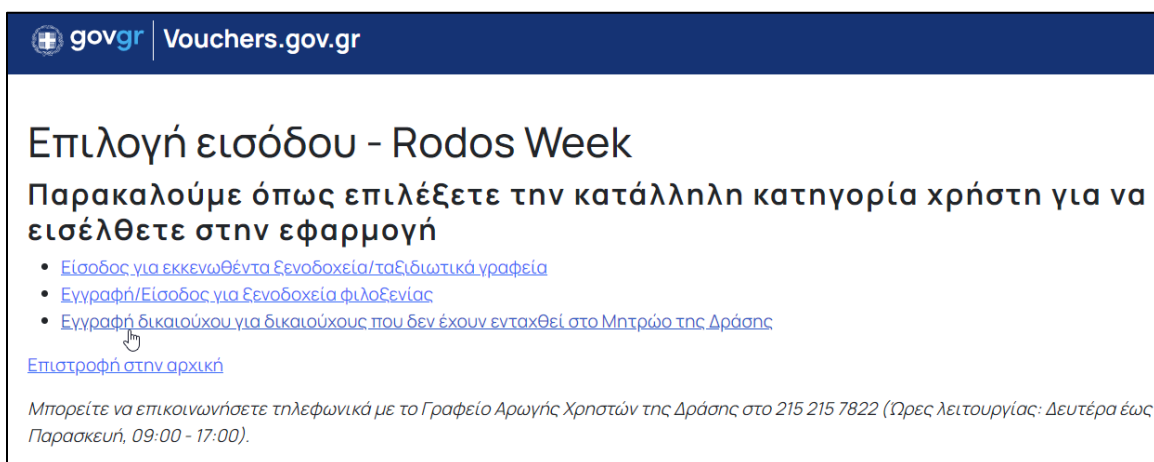 govgr Vouchers.gov.gr
Επιλογή εισόδου - Rodos Week
Παρακαλούμε όπως επιλέξετε την κατάλληλη κατηγορία χρήστη για να
εισέλθετε στην εφαρμογή
Είσοδος για εκκενωθέντα ξενοδοχεία/ταξιδιωτικά γραφεία
Εγγραφή/Είσοδος για ξενοδοχεία φιλοξενίας
Εγγραφή δικαιούχου για δικαιούχους που δεν έχουν ενταχθεί στο Μητρώο της Δράσης
Επιστροφή στην αρχική
Μπορείτε να επικοινωνήσετε τηλεφωνικά με το Γραφείο Αρωγής Χρηστών της Δράσης στο 215 215 7822 (Ώρες λειτουργίας: Δευτέρα έως
Παρασκευή, 09:00 - 17:00).